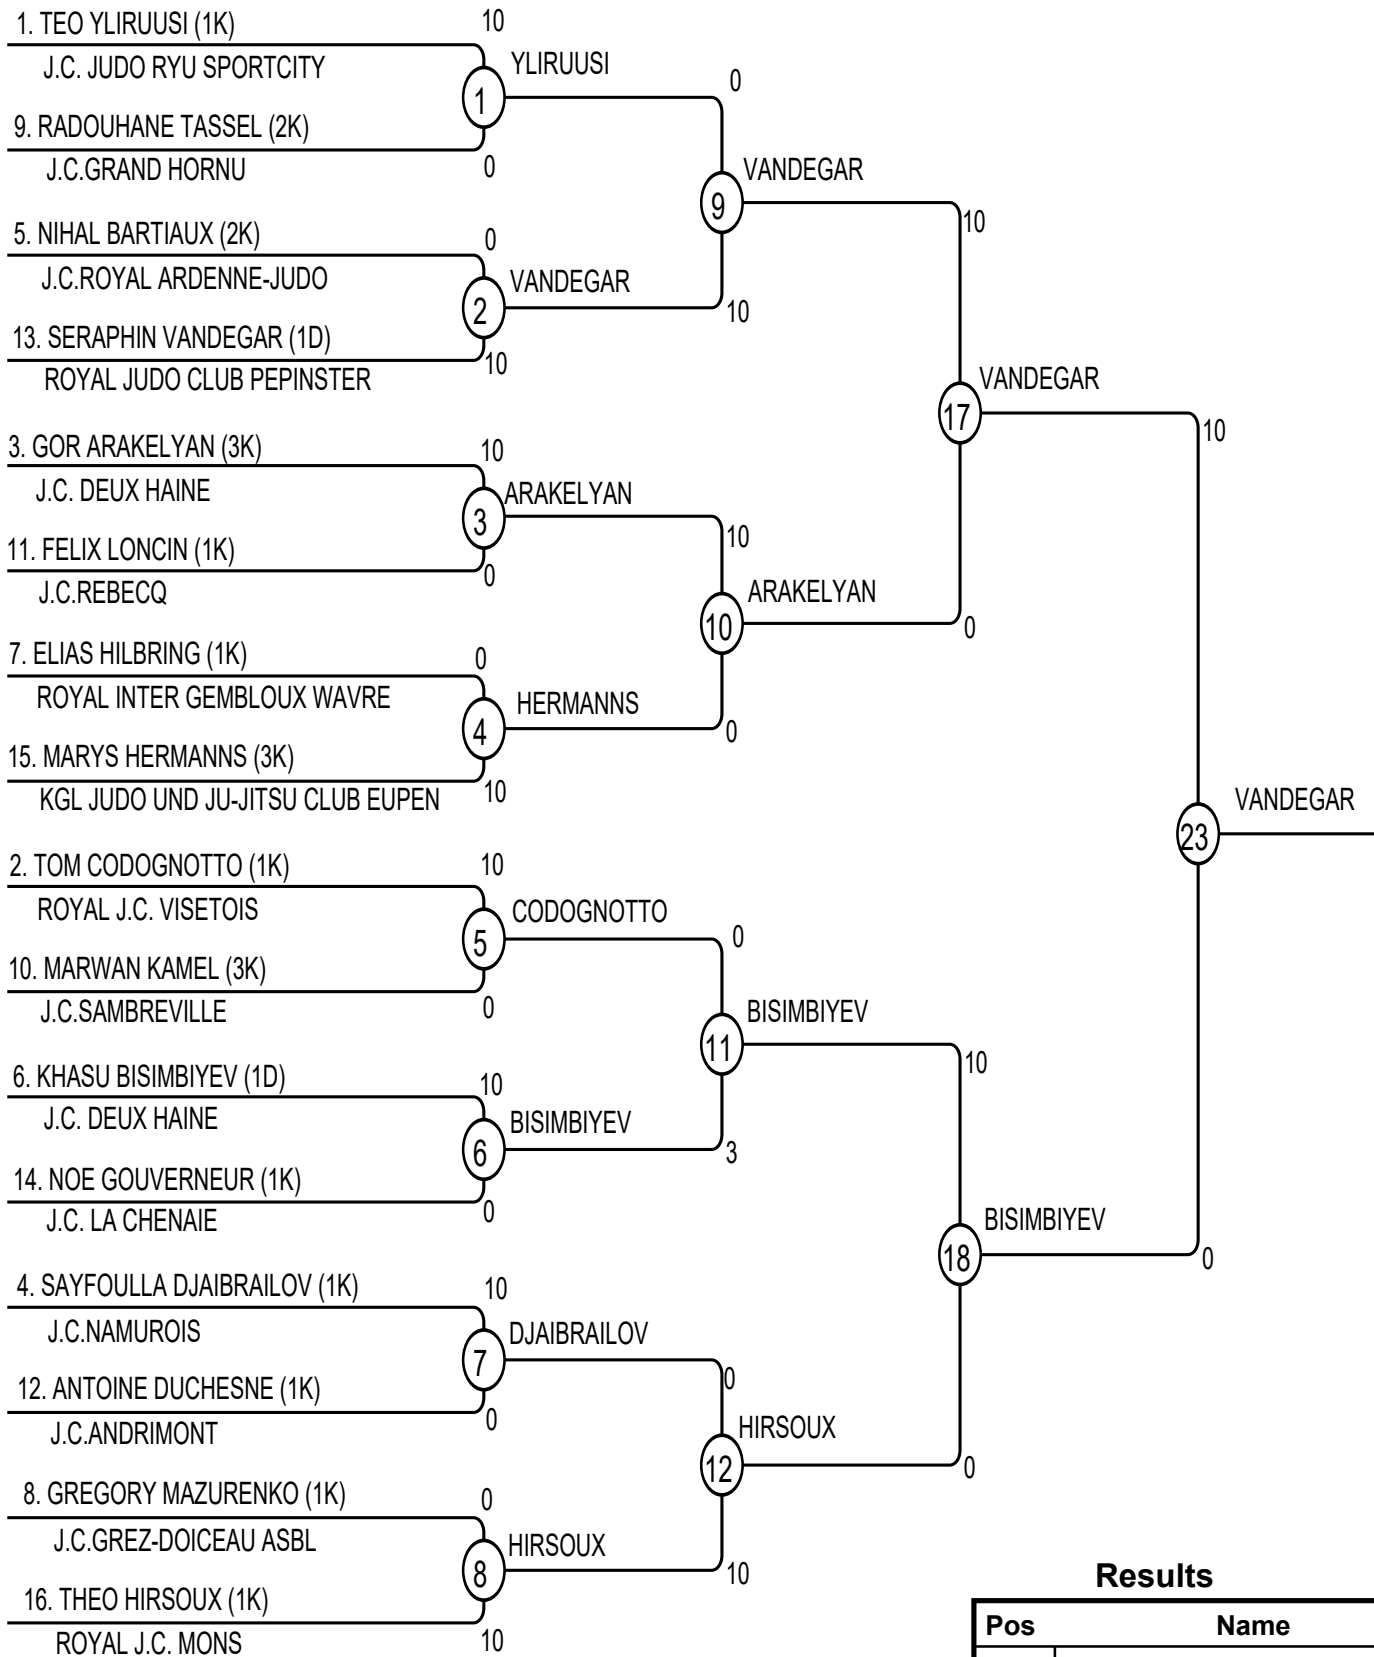 1. TEO YLIRUUSI (1K)
10
J.C. JUDO RYU SPORTCITY
1
YLIRUUSI
9. RADOUHANE TASSEL (2K)
J.C.GRAND HORNU
0
0
9
VANDEGAR
5. NIHAL BARTIAUX (2K)
0
J.C.ROYAL ARDENNE-JUDO
2
VANDEGAR
10
10
13. SERAPHIN VANDEGAR (1D)
10
ROYAL JUDO CLUB PEPINSTER
17
VANDEGAR
10
3. GOR ARAKELYAN (3K)
10
J.C. DEUX HAINE
3
ARAKELYAN
11. FELIX LONCIN (1K)
0
J.C.REBECQ
10
10
ARAKELYAN
0
7. ELIAS HILBRING (1K)
0
ROYAL INTER GEMBLOUX WAVRE
4
HERMANNS
0
15. MARYS HERMANNS (3K)
10
KGL JUDO UND JU-JITSU CLUB EUPEN
23
VANDEGAR
2. TOM CODOGNOTTO (1K)
10
ROYAL J.C. VISETOIS
5
CODOGNOTTO
0
10. MARWAN KAMEL (3K)
0
J.C.SAMBREVILLE
11
BISIMBIYEV
10
6. KHASU BISIMBIYEV (1D)
10
J.C. DEUX HAINE
6
BISIMBIYEV
3
14. NOE GOUVERNEUR (1K)
0
J.C. LA CHENAIE
18
BISIMBIYEV
0
4. SAYFOULLA DJAIBRAILOV (1K)
10
J.C.NAMUROIS
7
DJAIBRAILOV
0
12. ANTOINE DUCHESNE (1K)
0
J.C.ANDRIMONT
12
HIRSOUX
0
8. GREGORY MAZURENKO (1K)
0
J.C.GREZ-DOICEAU ASBL
8
HIRSOUX
10
16. THEO HIRSOUX (1K)
10
ROYAL J.C. MONS
Results
Pos Name